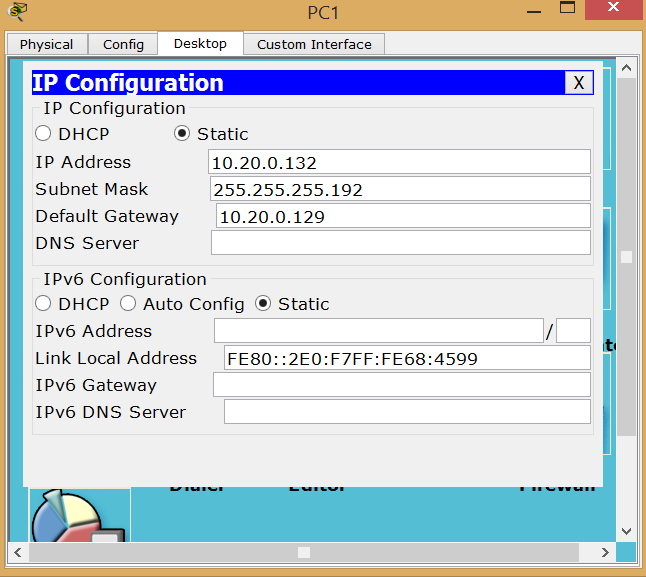 PC1
Physical Config Desktop Custom Interface
IP Configuration X
IP Configuration
DHCP Static
IP Address 10.20.0.132
Subnet Mask 255.255.255.192
Default Gateway 10.20.0.129
DNS Server
IPv6 Configuration
DHCP Auto Config Static
IPv6 Address /
Link Local Address FE80::2E0:F7FF:FE68:4599
IPv6 Gateway
IPv6 DNS Server
Dialer Editor Firewall